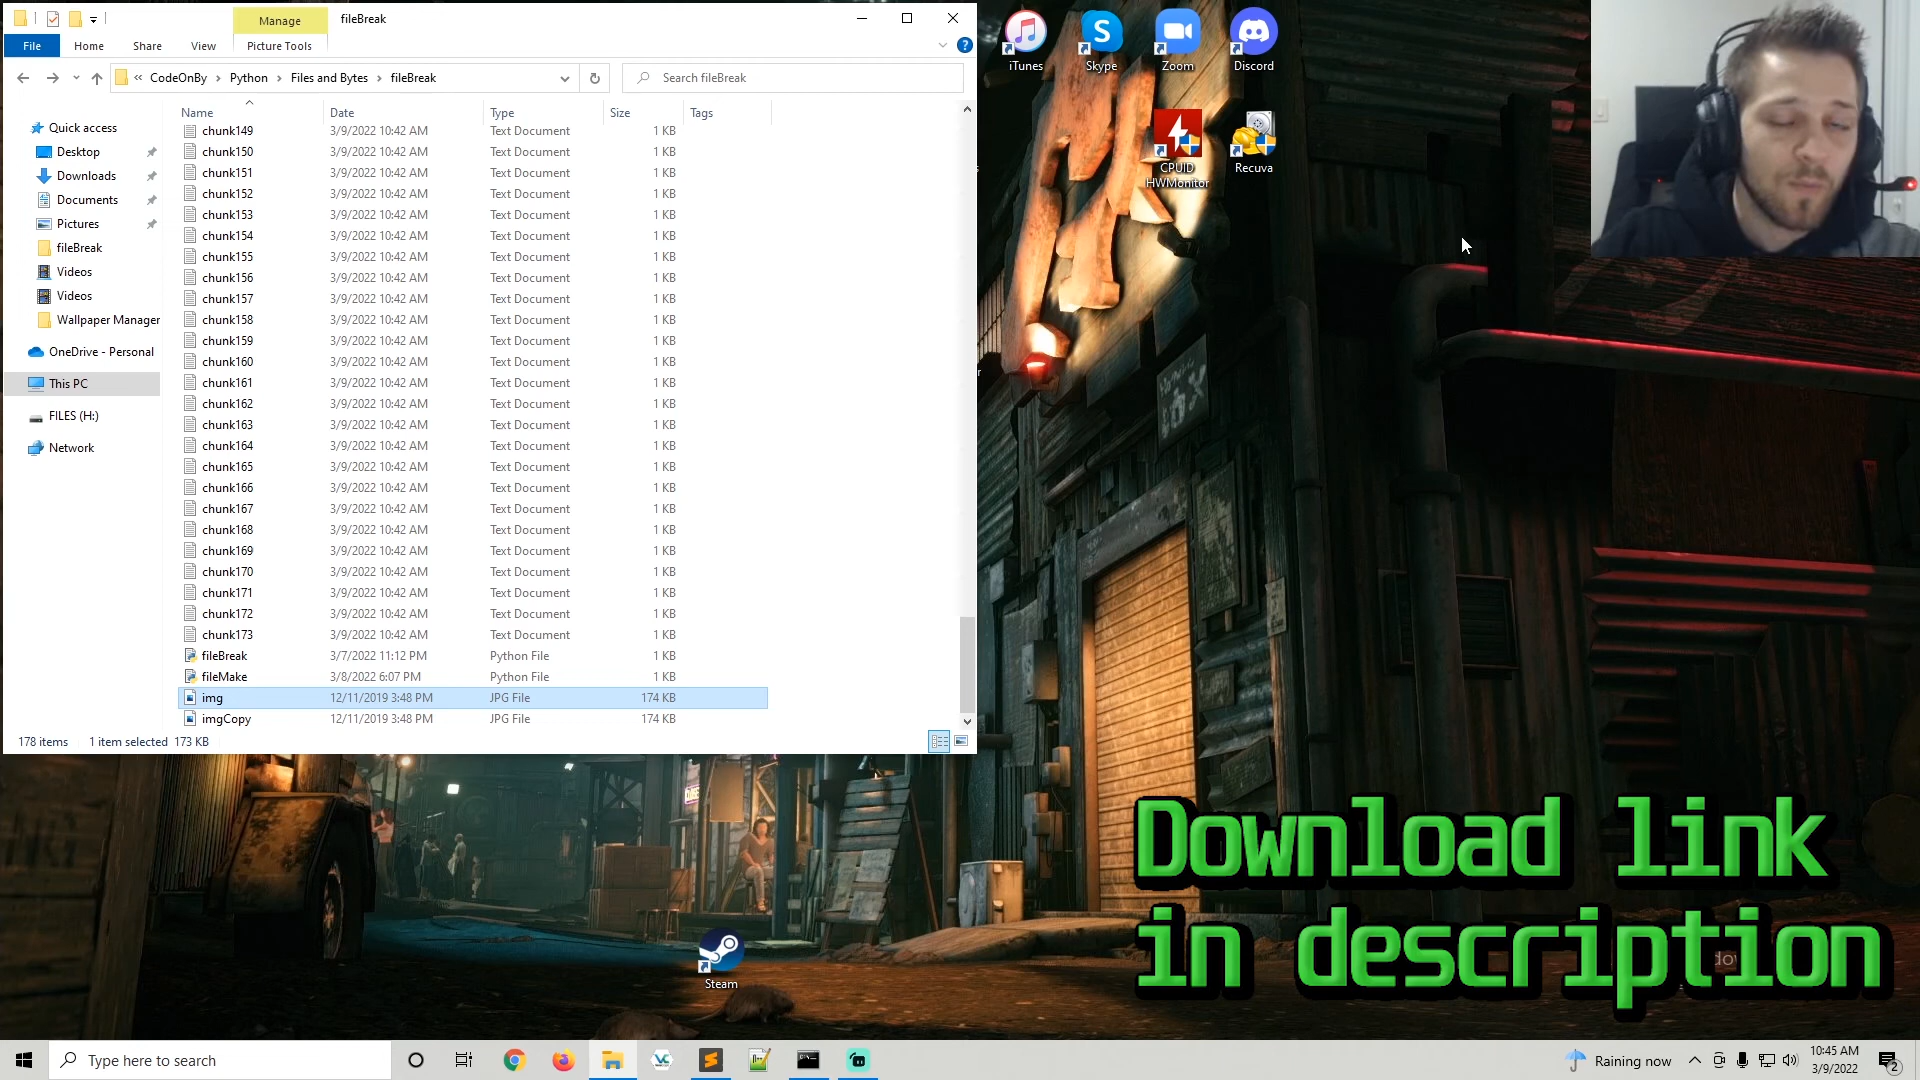 Manage
fileBreak
File
Home
Share
View
Picture Tools
« CodeOnBy > Python > Files and Bytes > fileBreak
Search fileBreak
Name
Date
Type
Size
Tags
chunk149 3/9/2022 10:42 AM Text Document 1 KB
chunk150 3/9/2022 10:42 AM Text Document 1 KB
chunk151 3/9/2022 10:42 AM Text Document 1 KB
chunk152 3/9/2022 10:42 AM Text Document 1 KB
chunk153 3/9/2022 10:42 AM Text Document 1 KB
chunk154 3/9/2022 10:42 AM Text Document 1 KB
chunk155 3/9/2022 10:42 AM Text Document 1 KB
chunk156 3/9/2022 10:42 AM Text Document 1 KB
chunk157 3/9/2022 10:42 AM Text Document 1 KB
chunk158 3/9/2022 10:42 AM Text Document 1 KB
chunk159 3/9/2022 10:42 AM Text Document 1 KB
chunk160 3/9/2022 10:42 AM Text Document 1 KB
chunk161 3/9/2022 10:42 AM Text Document 1 KB
chunk162 3/9/2022 10:42 AM Text Document 1 KB
chunk163 3/9/2022 10:42 AM Text Document 1 KB
chunk164 3/9/2022 10:42 AM Text Document 1 KB
chunk165 3/9/2022 10:42 AM Text Document 1 KB
chunk166 3/9/2022 10:42 AM Text Document 1 KB
chunk167 3/9/2022 10:42 AM Text Document 1 KB
chunk168 3/9/2022 10:42 AM Text Document 1 KB
chunk169 3/9/2022 10:42 AM Text Document 1 KB
chunk170 3/9/2022 10:42 AM Text Document 1 KB
chunk171 3/9/2022 10:42 AM Text Document 1 KB
chunk172 3/9/2022 10:42 AM Text Document 1 KB
chunk173 3/9/2022 10:42 AM Text Document 1 KB
fileBreak 3/7/2022 11:12 PM Python File 1 KB
fileMake 3/8/2022 6:07 PM Python File 1 KB
img 12/11/2019 3:48 PM JPG File 174 KB
imgCopy 12/11/2019 3:48 PM JPG File 174 KB
Quick access
Desktop
Downloads
Documents
Pictures
fileBreak
Videos
Videos
Wallpaper Manager
OneDrive - Personal
This PC
FILES (H:)
Network
178 items 1 item selected 173 KB
iTunes
Skype
Zoom
Discord
CPUID
HWMonitor
Recuva
Steam
Download link
in description
Type here to search
Raining now
10:45 AM
3/9/2022
2